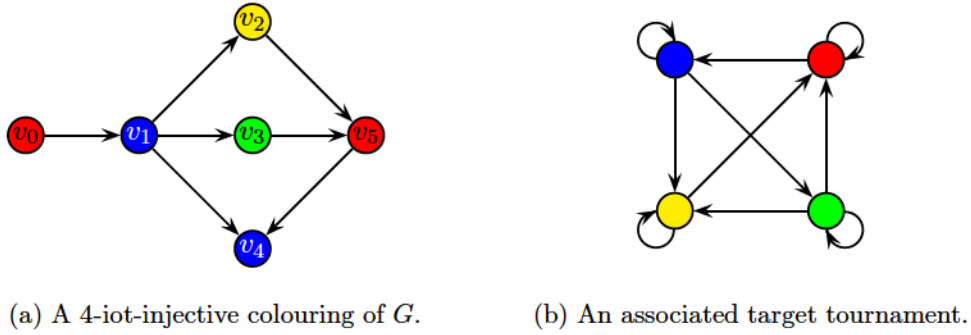 v₂
v₀ v₁ v₃ v₅
v₄
(a) A 4-iot-injective colouring of G. (b) An associated target tournament.